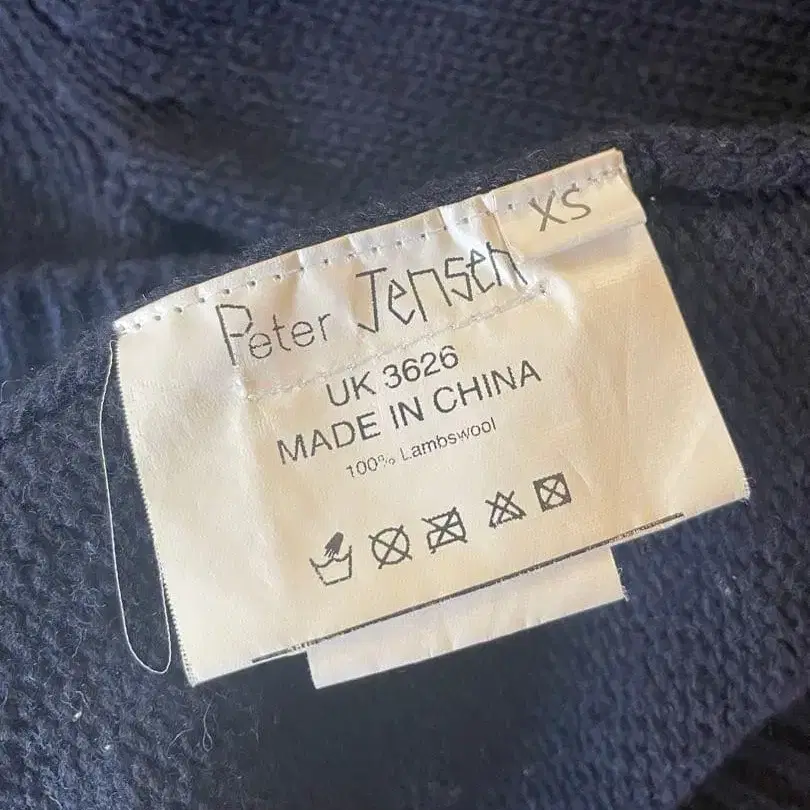 XS
Peter Jensen
UK 3626
MADE IN CHINA
100% Lambswool